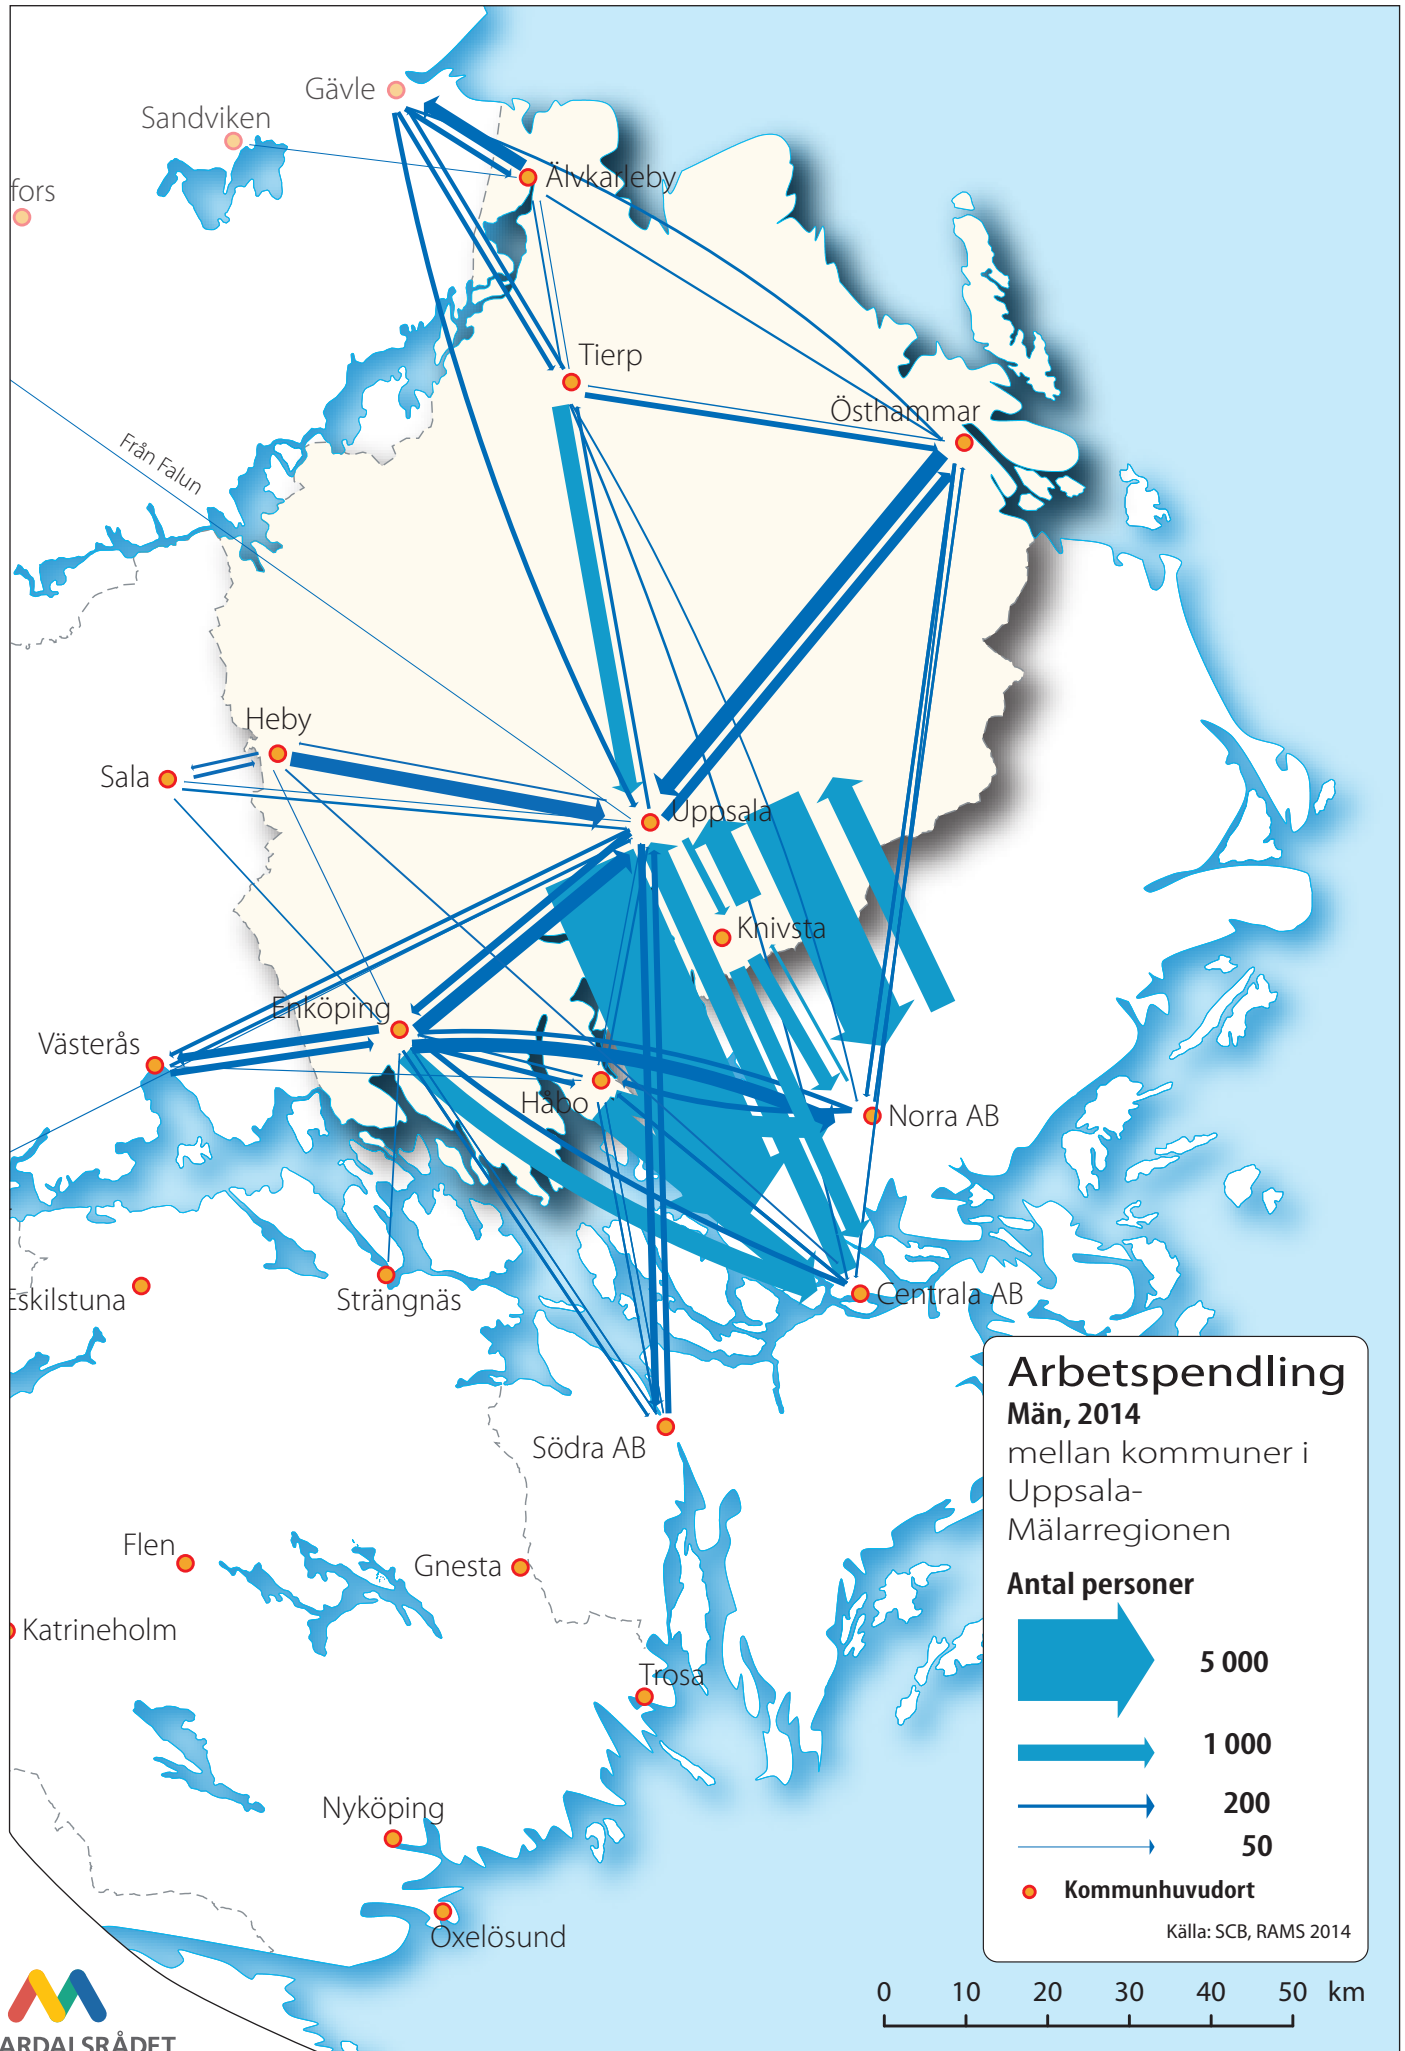 Gävle
Sandviken
fors
Älvkarleby
Tierp
Östhammar
Från Falun
Heby
Sala
Uppsala
Knivsta
Enköping
Västerås
Håbo
Norra AB
Eskilstuna
Strängnäs
Centrala AB
Södra AB
Flen
Gnesta
Katrineholm
Trosa
Nyköping
Oxelösund
Arbetspendling
Män, 2014
mellan kommuner i
Uppsala-
Mälarregionen
Antal personer
5 000
1 000
200
50
Kommunhuvudort
Källa: SCB, RAMS 2014
0 10 20 30 40 50 km
ARDALSRÅDET